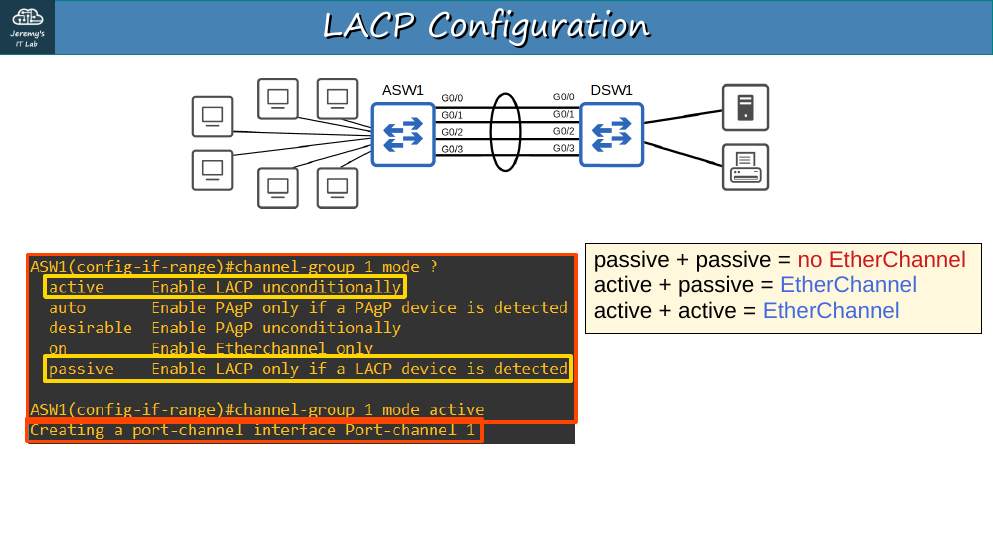 Jeremy's
IT Lab
LACP Configuration
ASW1
DSW1
G0/0
G0/1
G0/2
G0/3
G0/0
G0/1
G0/2
G0/3
ASW1(config-if-range)#channel-group 1 mode ?
active Enable LACP unconditionally
auto Enable PAgP only if a PAgP device is detected
desirable Enable PAgP unconditionally
on Enable Etherchannel only
passive Enable LACP only if a LACP device is detected
ASW1(config-if-range)#channel-group 1 mode active
Creating a port-channel interface Port-channel 1
passive + passive = no EtherChannel
active + passive = EtherChannel
active + active = EtherChannel